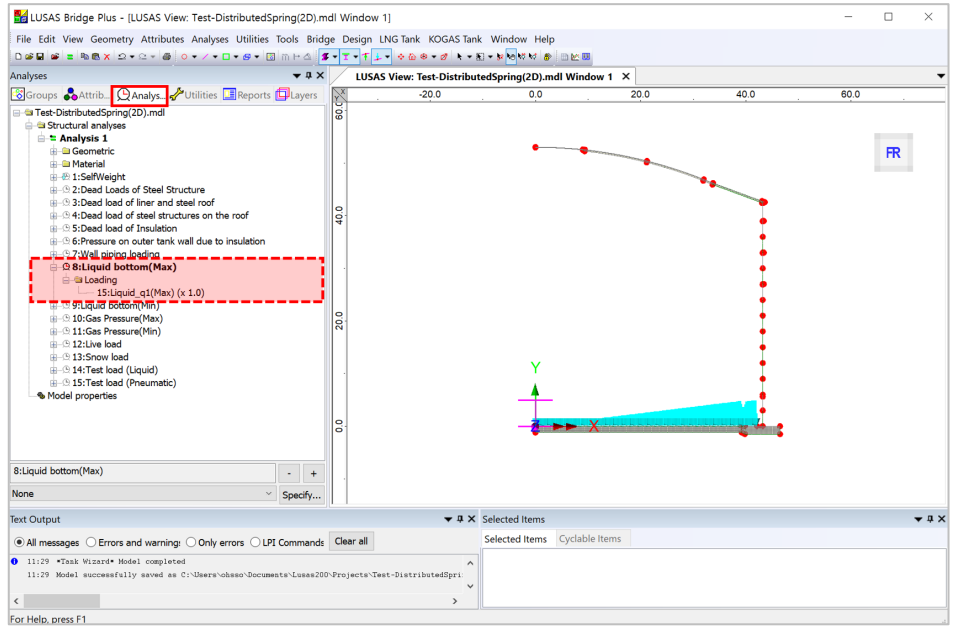 LUSAS Bridge Plus - [LUSAS View: Test-DistributedSpring(2D).mdl Window 1]
File Edit View Geometry Attributes Analyses Utilities Tools Bridge Design LNG Tank KOGAS Tank Window Help
Analyses
LUSAS View: Test-DistributedSpring(2D).mdl Window 1
Groups Attrib... Analys... Utilities Reports Layers
X -20.0 0.0 20.0 40.0 60.0
60.0
40.0
20.0
0.0
Y
X
FR
Test-DistributedSpring(2D).mdl
Structural analyses
Analysis 1
Geometric
Material
1:SelfWeight
2:Dead Loads of Steel Structure
3:Dead load of liner and steel roof
4:Dead load of steel structures on the roof
5:Dead load of Insulation
6:Pressure on outer tank wall due to insulation
7:Wall piping loading
8:Liquid bottom(Max)
Loading
15:Liquid_q1(Max) (x 1.0)
9:Liquid bottom(Min)
10:Gas Pressure(Max)
11:Gas Pressure(Min)
12:Live load
13:Snow load
14:Test load (Liquid)
15:Test load (Pneumatic)
Model properties
8:Liquid bottom(Max) - +
None Specify...
Text Output
All messages Errors and warnings Only errors LPI Commands Clear all
11:29 *Task Wizard* Model completed
11:29 Model successfully saved as C:\Users\ohsso\Documents\Lusas200\Projects\Test-DistributedSpri
Selected Items
Selected Items Cyclable Items
For Help, press F1